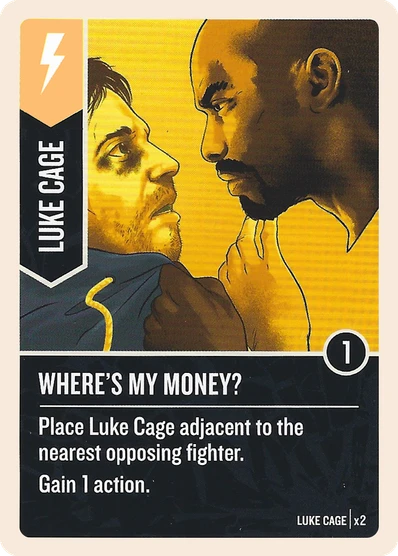 LUKE CAGE
1
WHERE'S MY MONEY?
Place Luke Cage adjacent to the
nearest opposing fighter.
Gain 1 action.
LUKE CAGE | x2